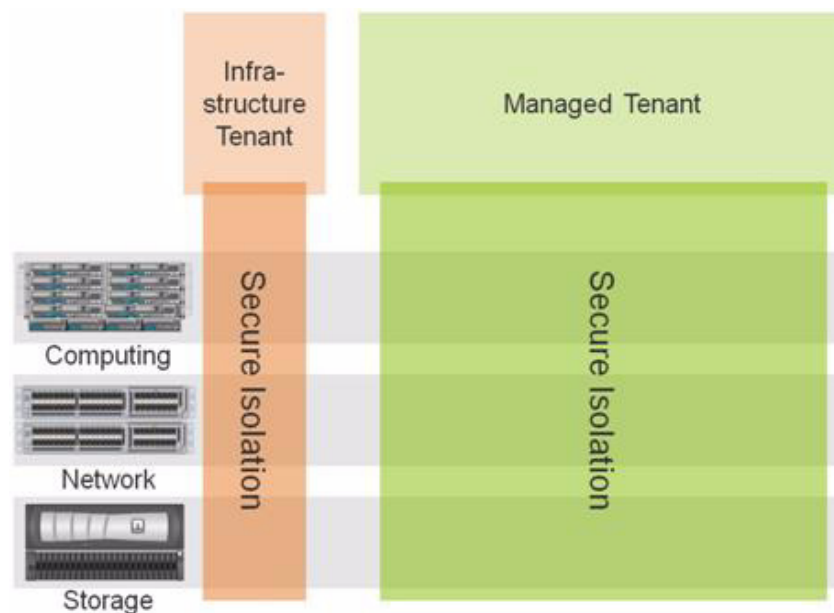 Infra-
structure
Tenant
Managed Tenant
Secure Isolation
Secure Isolation
Computing
Network
Storage